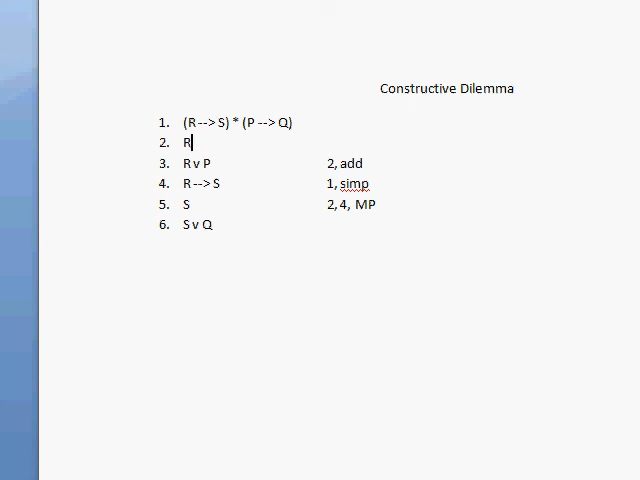 Constructive Dilemma
1. (R --> S) * (P --> Q)
2. R
3. R v P 2, add
4. R --> S 1, simp
5. S 2, 4, MP
6. S v Q